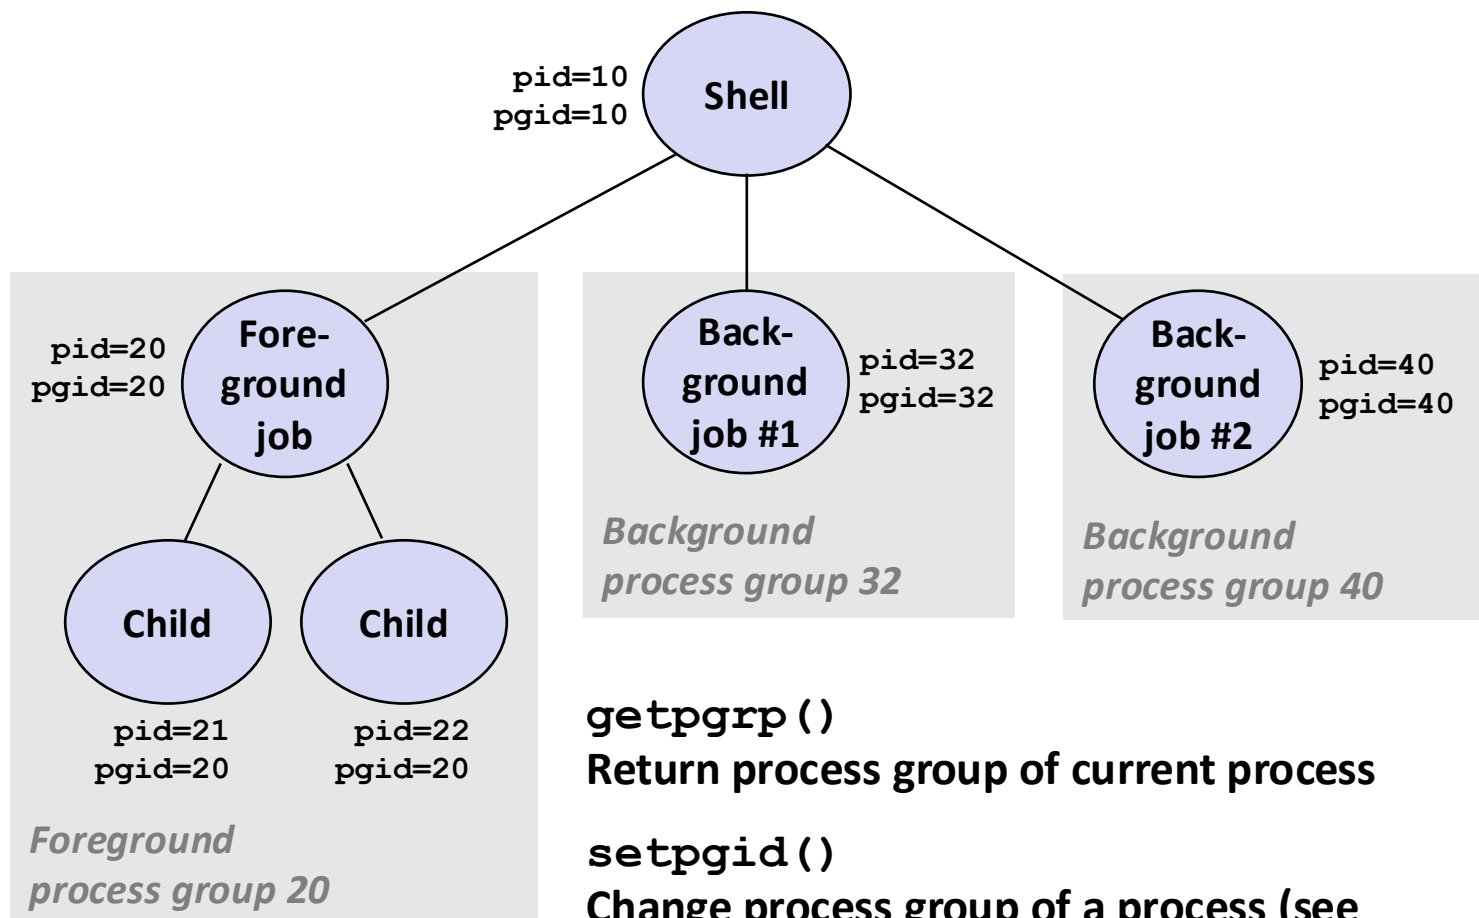 pid=10
pgid=10
Shell
pid=20
pgid=20
Fore-
ground
job
Back-
ground
job #1
pid=32
pgid=32
Back-
ground
job #2
pid=40
pgid=40
Background
process group 32
Background
process group 40
Child
Child
pid=21
pgid=20
pid=22
pgid=20
Foreground
process group 20
getpgrp()
Return process group of current process
setpgid()
Change process group of a process (see